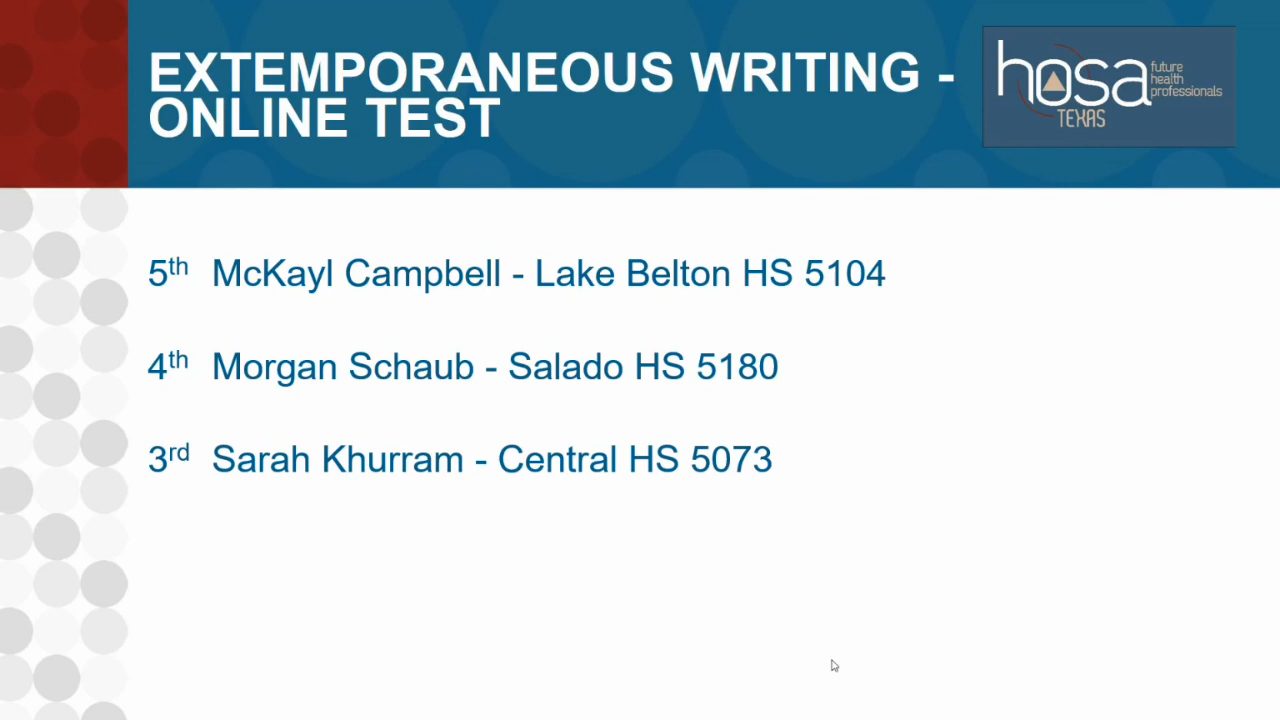 EXTEMPORANEOUS WRITING -
ONLINE TEST
hosa
future
health
professionals
TEXAS
5th McKayl Campbell - Lake Belton HS 5104
4th Morgan Schaub - Salado HS 5180
3rd Sarah Khurram - Central HS 5073